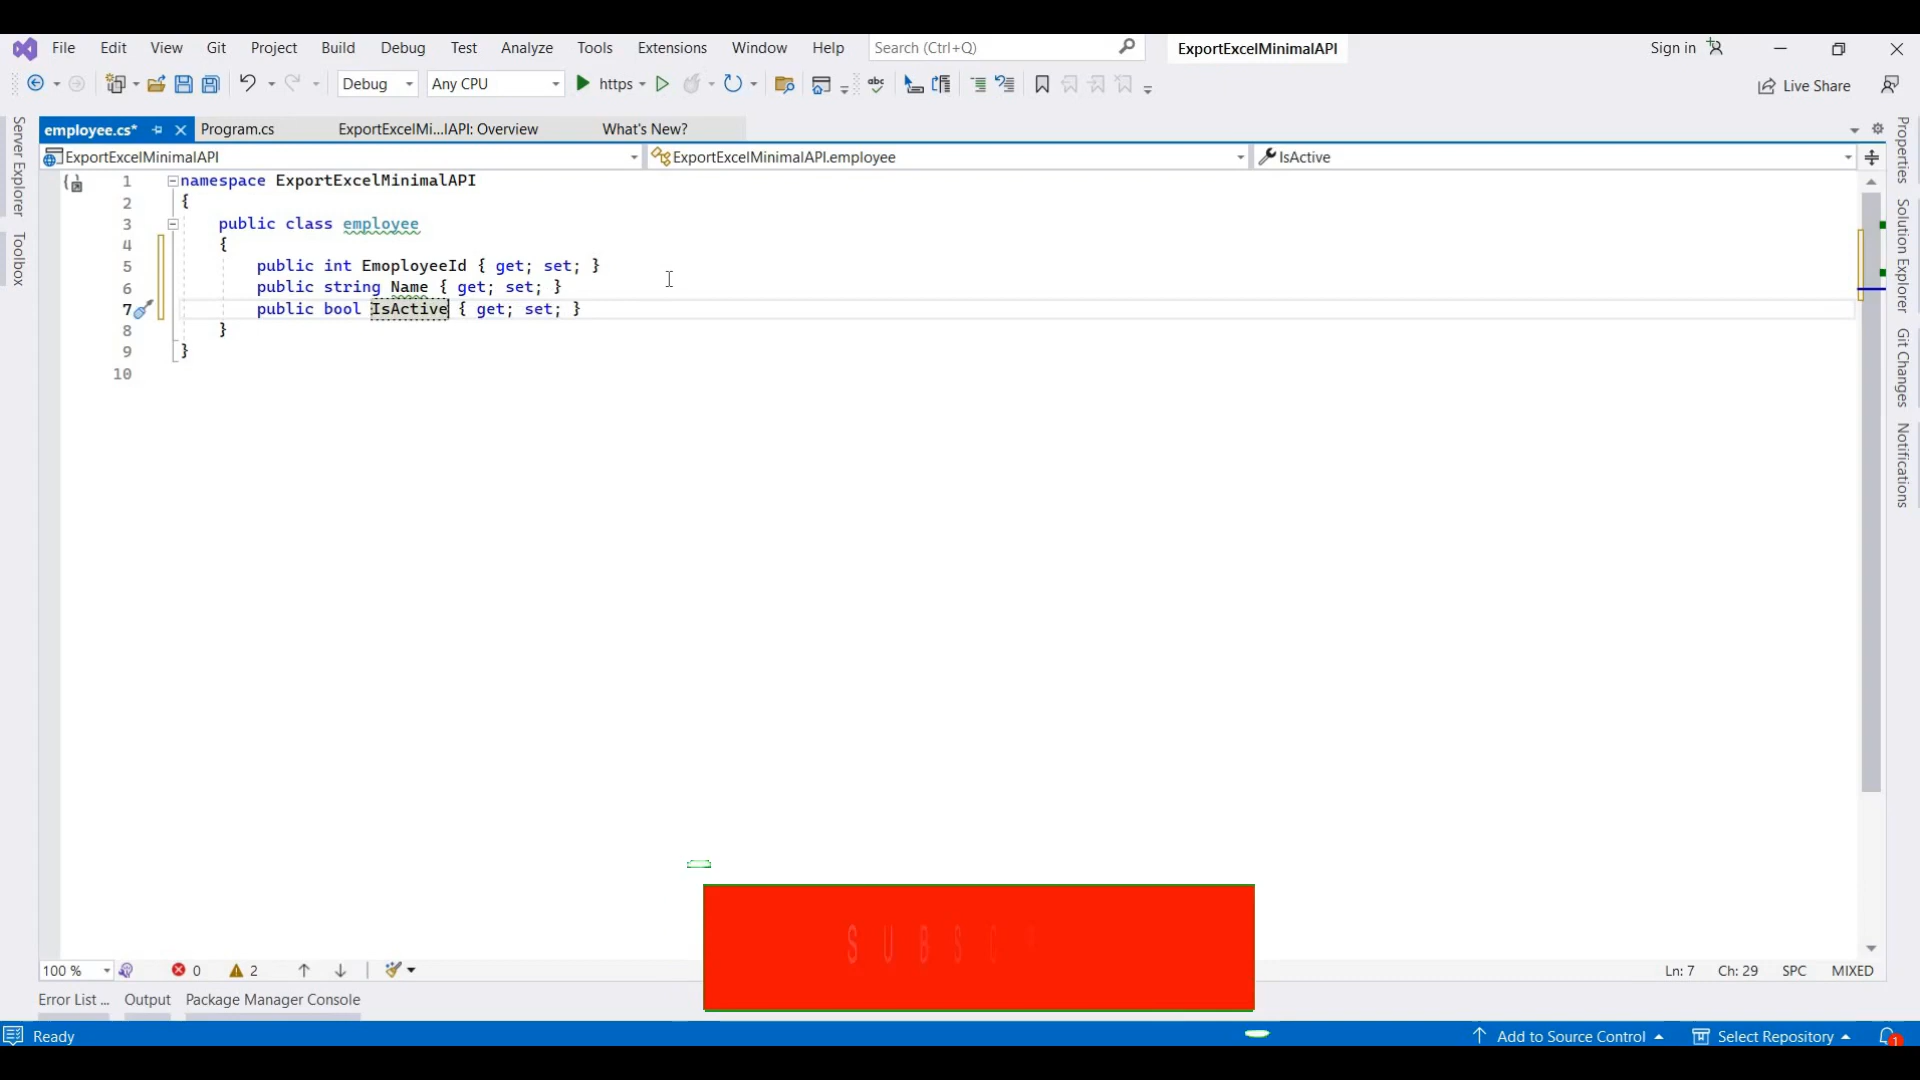 File Edit View Git Project Build Debug Test Analyze Tools Extensions Window Help Search (Ctrl+Q) ExportExcelMinimalAPI Sign in
Debug Any CPU https Live Share
employee.cs* Program.cs ExportExcelMi...IAPI: Overview What's New?
ExportExcelMinimalAPI ExportExcelMinimalAPI.employee IsActive
1 namespace ExportExcelMinimalAPI
2 {
3 public class employee
4 {
5 public int EmoployeeId { get; set; }
6 public string Name { get; set; }
7 public bool IsActive { get; set; }
8 }
9 }
10
Server Explorer
Toolbox
Properties
Solution Explorer
Git Changes
Notifications
SUBSC
100 % 0 2 Ln: 7 Ch: 29 SPC MIXED
Error List ... Output Package Manager Console
Ready Add to Source Control Select Repository 1